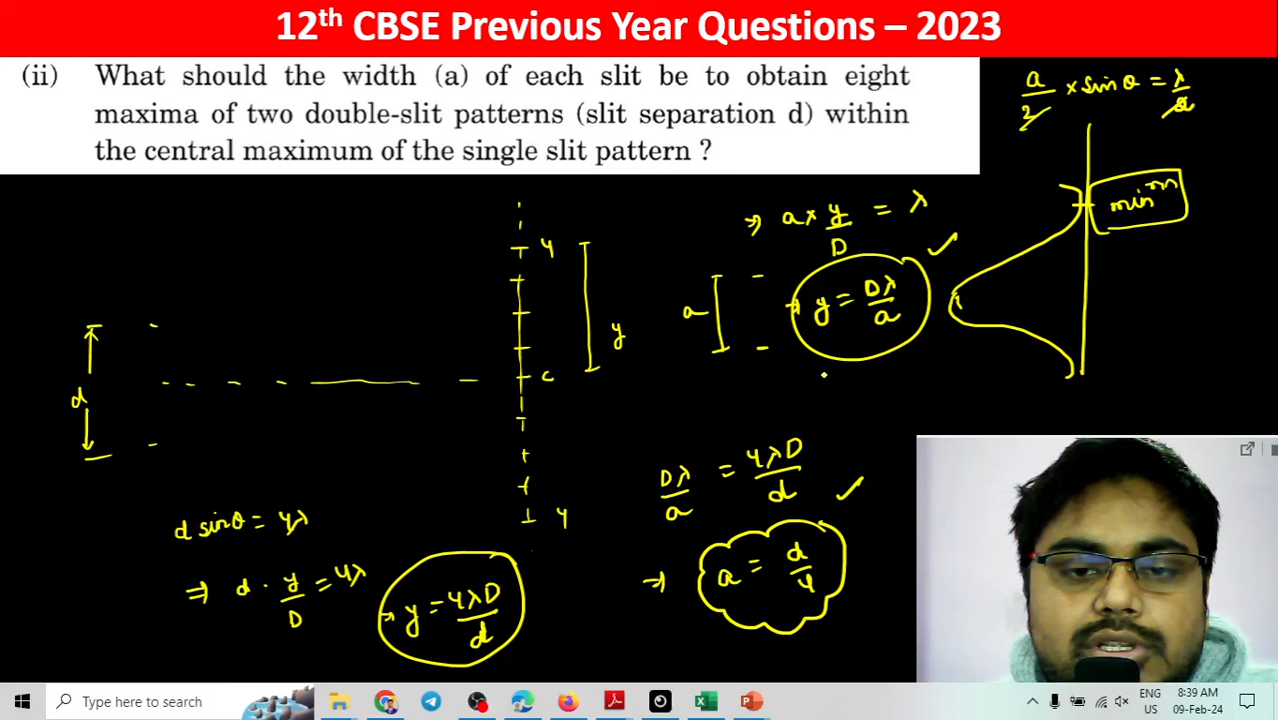 12th CBSE Previous Year Questions – 2023
(ii) What should the width (a) of each slit be to obtain eight
maxima of two double-slit patterns (slit separation d) within
the central maximum of the single slit pattern ?
a/2 × sin θ = λ/2
minᵐ
⇒ a × y/D = λ
a
→ y = Dλ/a
4
y
c
4
d
d sinθ = 4λ
⇒ d · y/D = 4λ
→ y = 4λD/d
Dλ/a = 4λD/d
⇒ a = d/4
Type here to search
ENG
US
8:39 AM
09-Feb-24